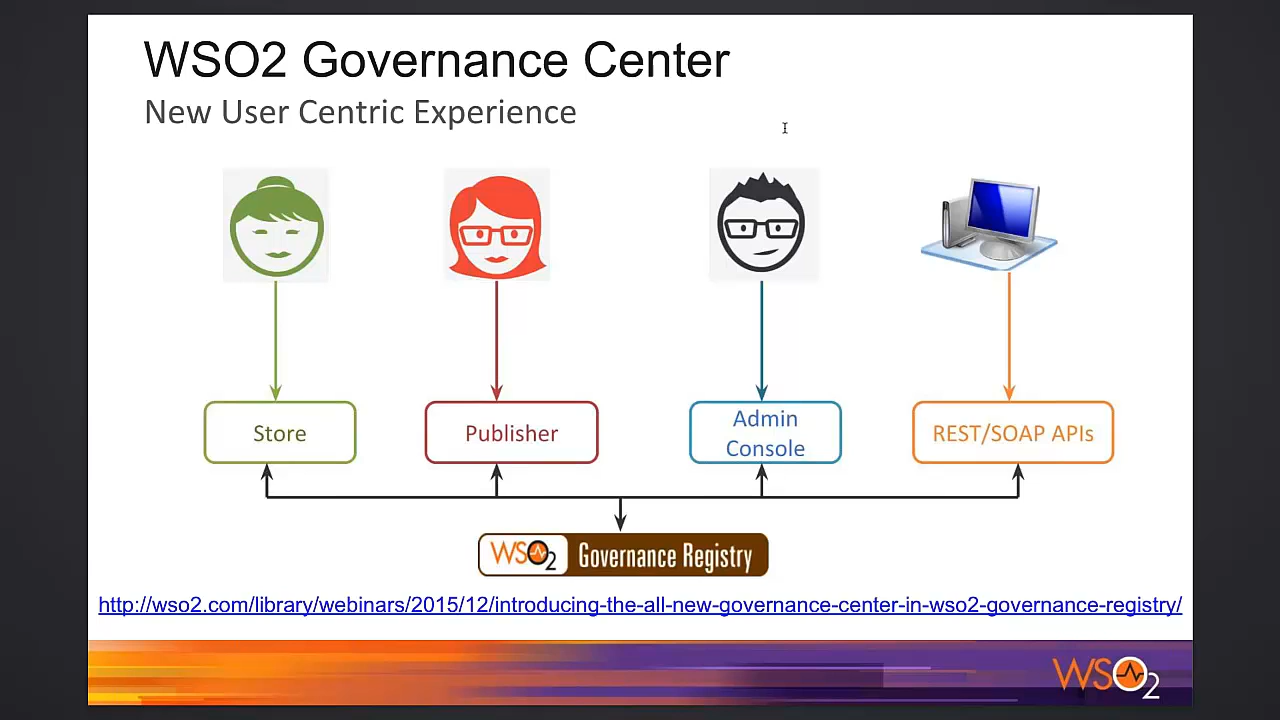 WSO2 Governance Center
New User Centric Experience
Store
Publisher
Admin
Console
REST/SOAP APIs
WSO2 Governance Registry
http://wso2.com/library/webinars/2015/12/introducing-the-all-new-governance-center-in-wso2-governance-registry/
WSO2